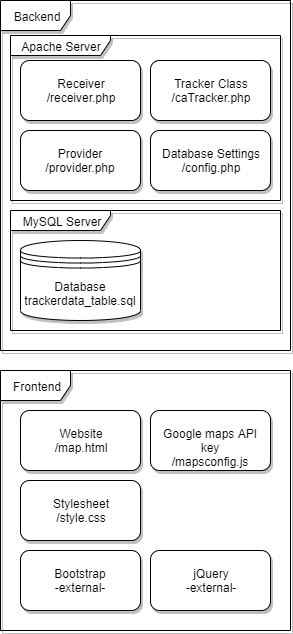 Backend
Apache Server
Receiver
/receiver.php
Tracker Class
/caTracker.php
Provider
/provider.php
Database Settings
/config.php
MySQL Server
Database
trackerdata_table.sql
Frontend
Website
/map.html
Google maps API
key
/mapsconfig.js
Stylesheet
/style.css
Bootstrap
-external-
jQuery
-external-